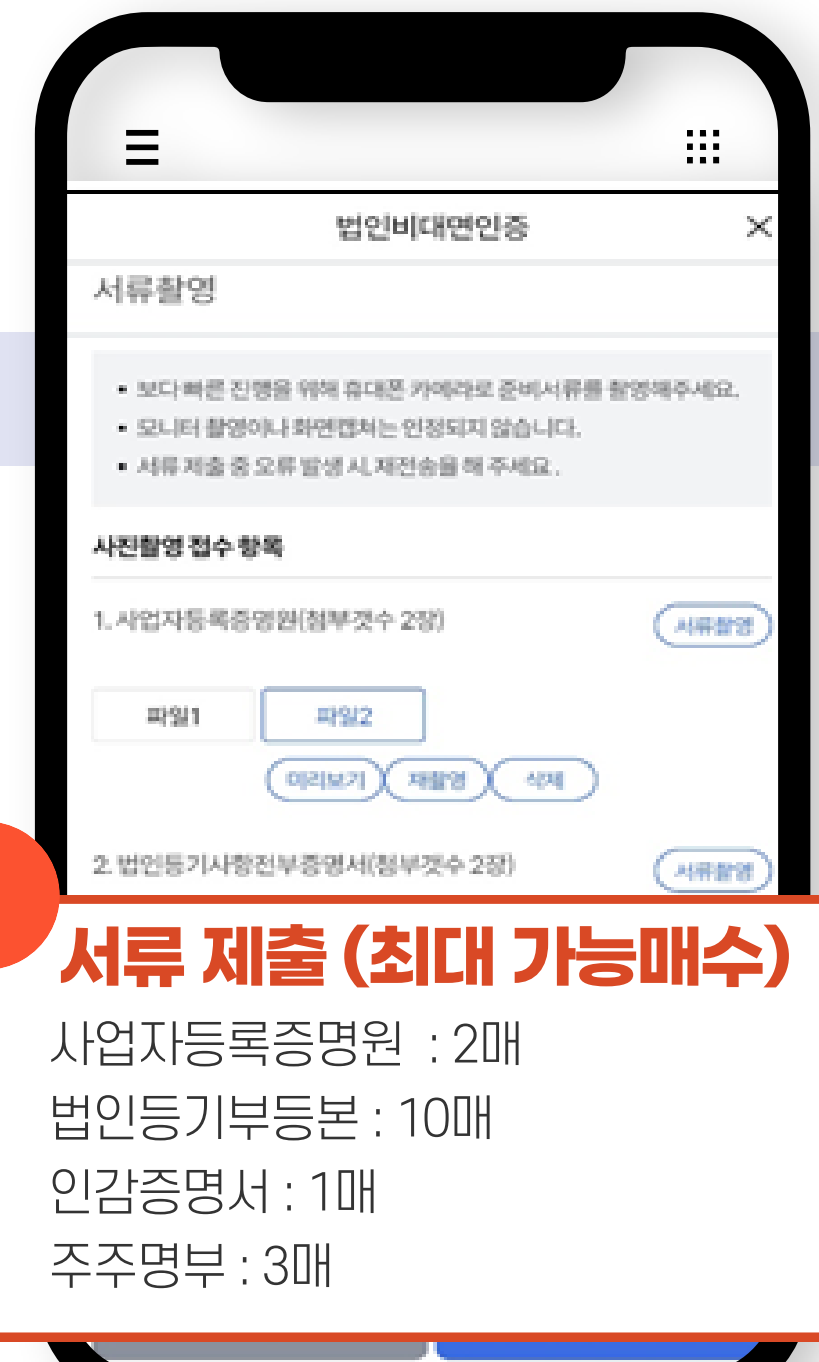 법인비대면인증
서류촬영
보다 빠른 진행을 위해 휴대폰 카메라로 준비서류를 촬영해주세요.
모니터 촬영이나 화면캡쳐는 인정되지 않습니다.
서류 제출 중 오류 발생 시, 재전송을 해 주세요.
사진촬영 접수 항목
1. 사업자등록증명원(첨부갯수 2장)
서류촬영
파일1
파일2
미리보기
재촬영
삭제
2. 법인등기사항전부증명서(첨부갯수 2장)
서류촬영
서류 제출 (최대 가능매수)
사업자등록증명원 : 2매
법인등기부등본 : 10매
인감증명서 : 1매
주주명부 : 3매